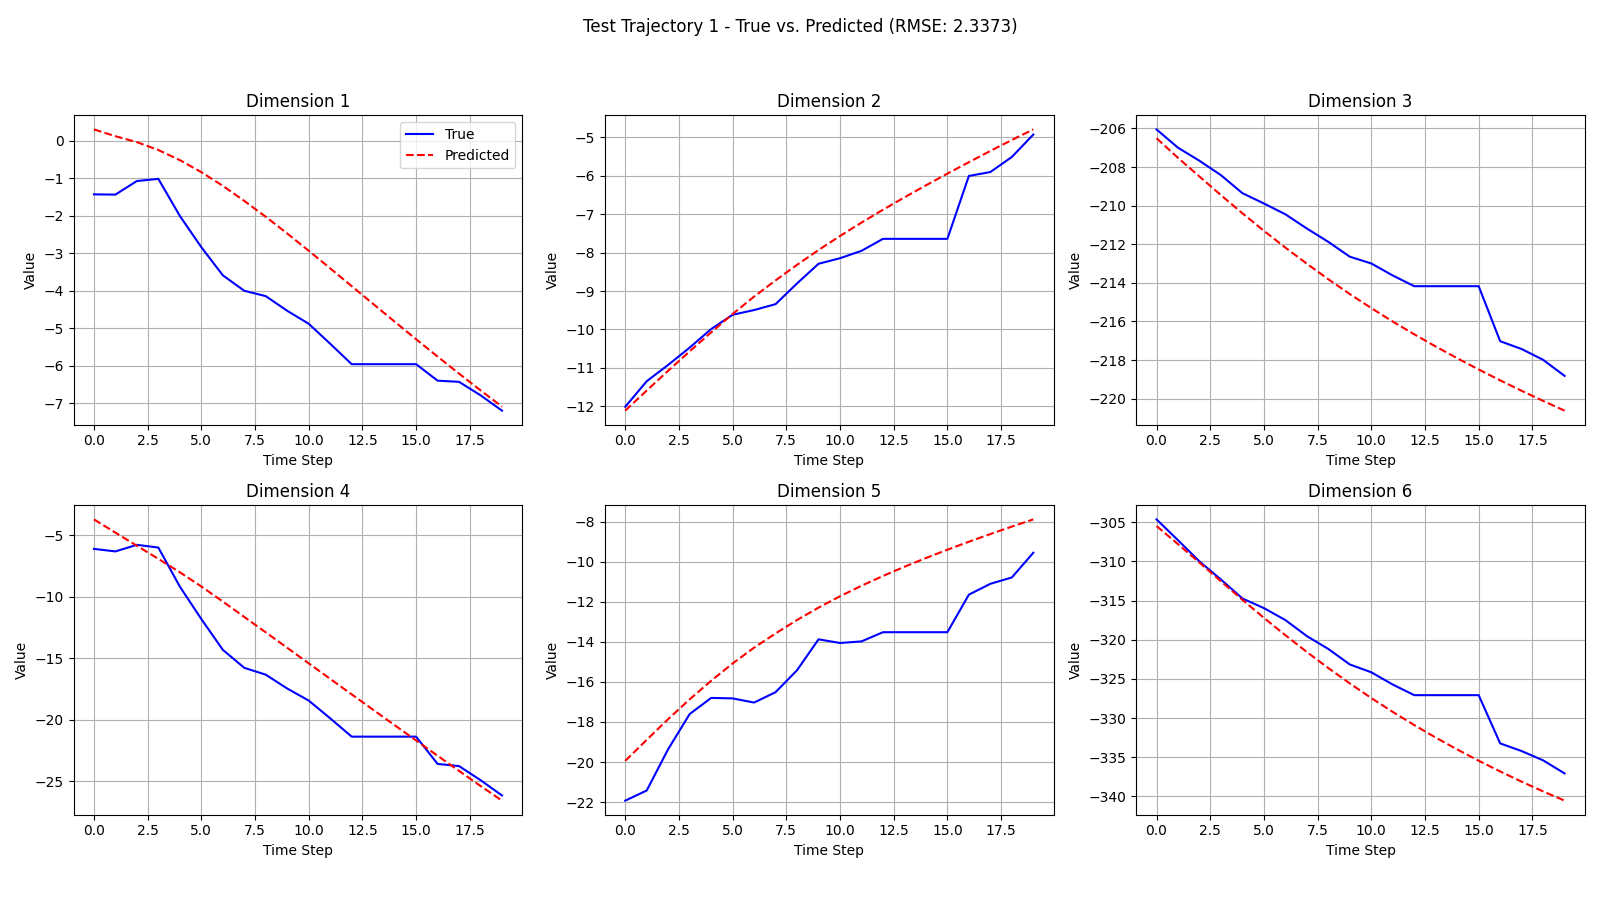 Test Trajectory 1 - True vs. Predicted (RMSE: 2.3373)
Dimension 1
Value
0
−1
−2
−3
−4
−5
−6
−7
True
Predicted
0.0 2.5 5.0 7.5 10.0 12.5 15.0 17.5
Time Step
Dimension 2
Value
−5
−6
−7
−8
−9
−10
−11
−12
0.0 2.5 5.0 7.5 10.0 12.5 15.0 17.5
Time Step
Dimension 3
Value
−206
−208
−210
−212
−214
−216
−218
−220
0.0 2.5 5.0 7.5 10.0 12.5 15.0 17.5
Time Step
Dimension 4
Value
−5
−10
−15
−20
−25
0.0 2.5 5.0 7.5 10.0 12.5 15.0 17.5
Time Step
Dimension 5
Value
−8
−10
−12
−14
−16
−18
−20
−22
0.0 2.5 5.0 7.5 10.0 12.5 15.0 17.5
Time Step
Dimension 6
Value
−305
−310
−315
−320
−325
−330
−335
−340
0.0 2.5 5.0 7.5 10.0 12.5 15.0 17.5
Time Step